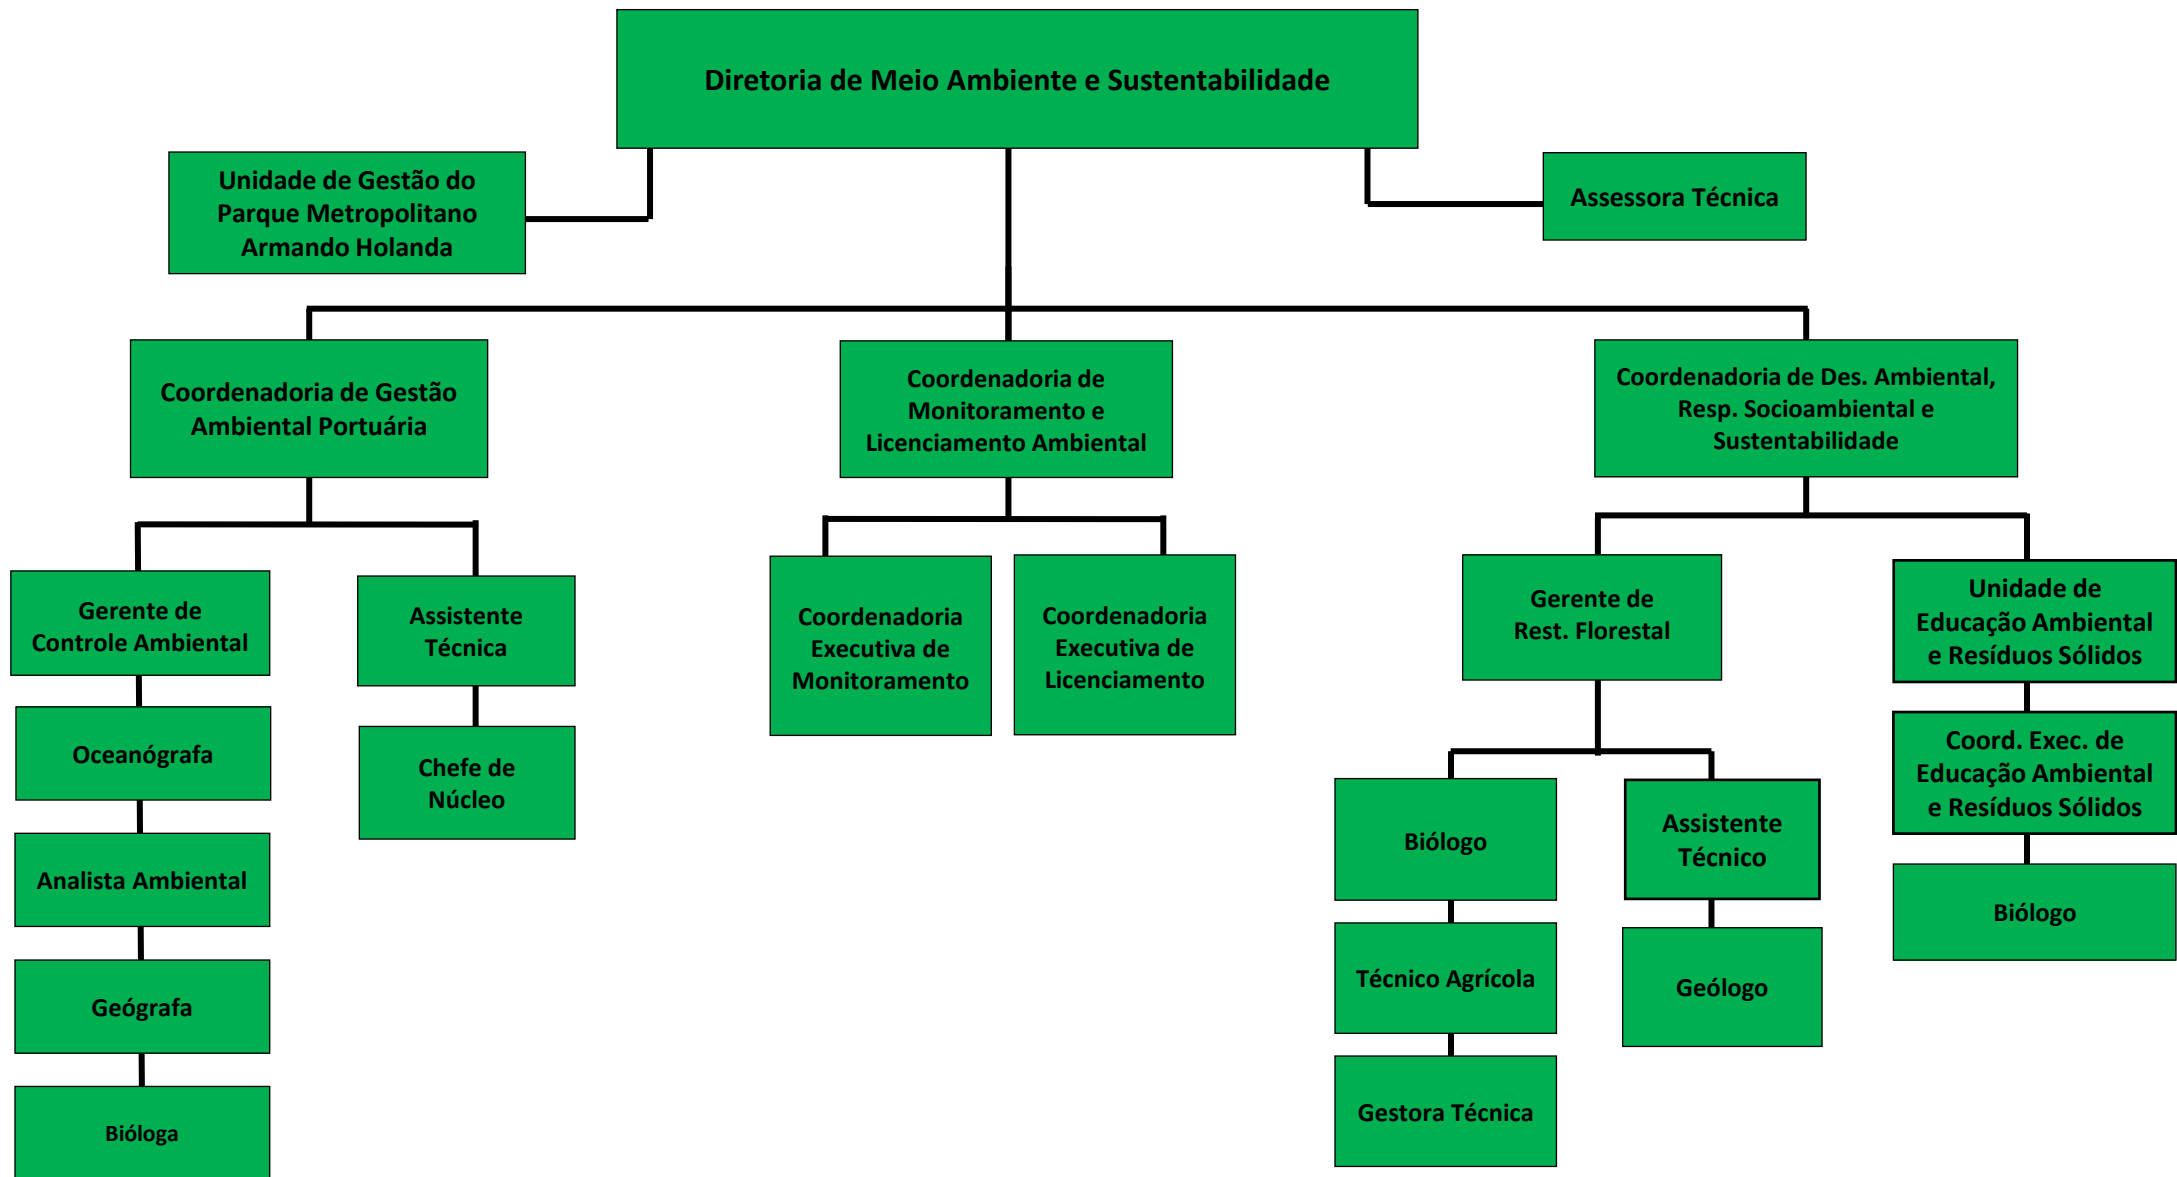 Diretoria de Meio Ambiente e Sustentabilidade
Unidade de Gestão do
Parque Metropolitano
Armando Holanda
Assessora Técnica
Coordenadoria de Gestão
Ambiental Portuária
Coordenadoria de
Monitoramento e
Licenciamento Ambiental
Coordenadoria de Des. Ambiental,
Resp. Socioambiental e
Sustentabilidade
Gerente de
Controle Ambiental
Assistente
Técnica
Coordenadoria
Executiva de
Monitoramento
Coordenadoria
Executiva de
Licenciamento
Gerente de
Rest. Florestal
Unidade de
Educação Ambiental
e Resíduos Sólidos
Oceanógrafa
Chefe de
Núcleo
Coord. Exec. de
Educação Ambiental
e Resíduos Sólidos
Analista Ambiental
Biólogo
Assistente
Técnico
Biólogo
Geógrafa
Técnico Agrícola
Geólogo
Bióloga
Gestora Técnica